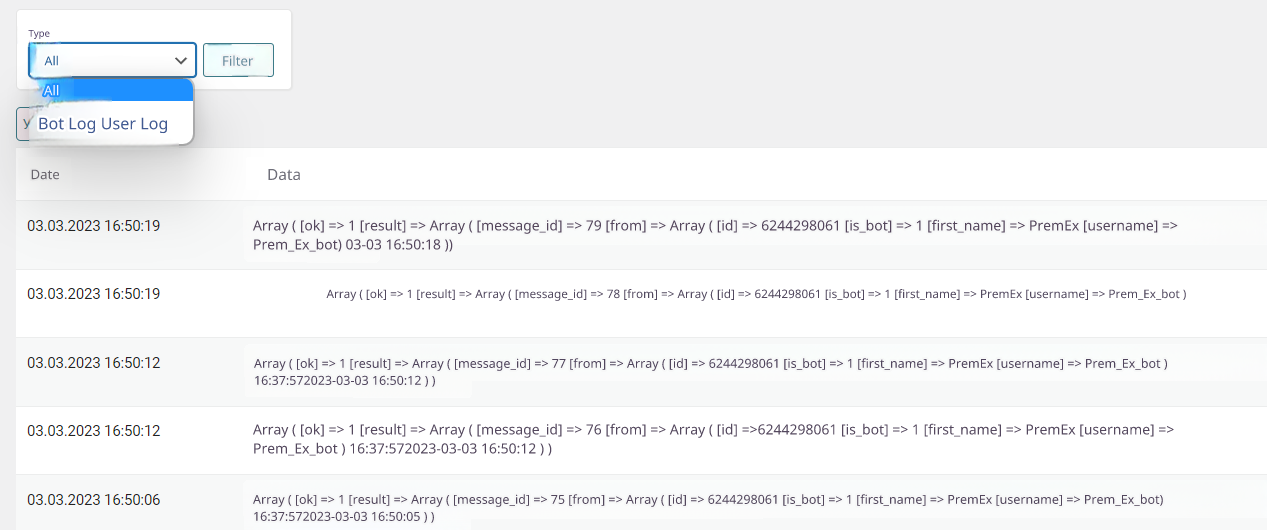 Type
All
Filter
All
У
Bot Log User Log
Date Data
03.03.2023 16:50:19 Array ( [ok] => 1 [result] => Array ( [message_id] => 79 [from] => Array ( [id] => 6244298061 [is_bot] => 1 [first_name] => PremEx [username] =>
Prem_Ex_bot) 03-03 16:50:18 ))
03.03.2023 16:50:19 Array ( [ok] => 1 [result] => Array ( [message_id] => 78 [from] => Array ( [id] => 6244298061 [is_bot] => 1 [first_name] => PremEx [username] => Prem_Ex_bot )
03.03.2023 16:50:12 Array ( [ok] => 1 [result] => Array ( [message_id] => 77 [from] => Array ( [id] => 6244298061 [is_bot] => 1 [first_name] => PremEx [username] => Prem_Ex_bot )
16:37:572023-03-03 16:50:12 ) )
03.03.2023 16:50:12 Array ( [ok] => 1 [result] => Array ( [message_id] => 76 [from] => Array ( [id] =>6244298061 [is_bot] => 1 [first_name] => PremEx [username] =>
Prem_Ex_bot ) 16:37:572023-03-03 16:50:12 ) )
03.03.2023 16:50:06 Array ( [ok] => 1 [result] => Array ( [message_id] => 75 [from] => Array ( [id] => 6244298061 [is_bot] => 1 [first_name] => PremEx [username] => Prem_Ex_bot)
16:37:572023-03-03 16:50:05 ) )